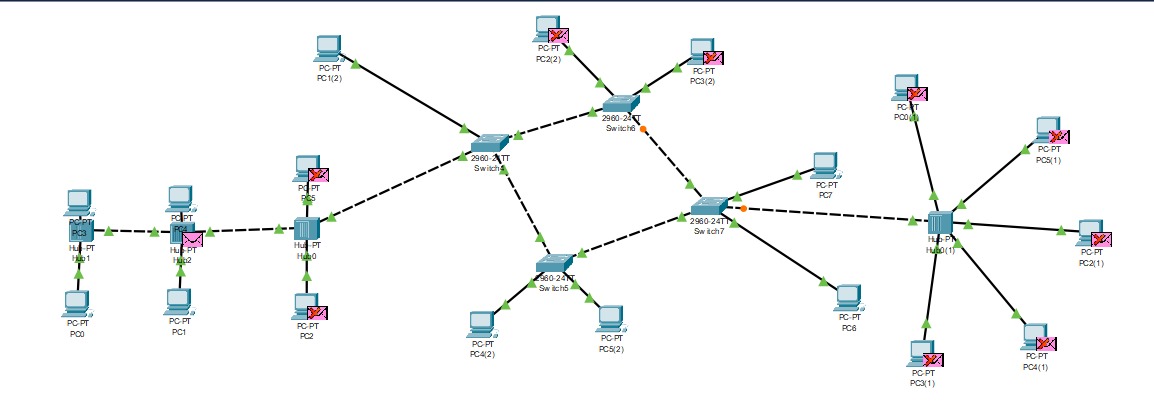 PC-PT
PC1(2)
PC-PT
PC2(2)
PC-PT
PC3(2)
2960-24TT
Switch6
2960-24TT
Switch4
PC-PT
PC0(1)
PC-PT
PC5(1)
PC-PT
PC7
PC-PT
PC5
PC-PT
PC3
PC-PT
PC4
Hub-PT
Hub1
Hub-PT
Hub2
Hub-PT
Hub0
2960-24TT
Switch7
Hub-PT
Hub0(1)
PC-PT
PC2(1)
2960-24TT
Switch5
PC-PT
PC0
PC-PT
PC1
PC-PT
PC2
PC-PT
PC4(2)
PC-PT
PC5(2)
PC-PT
PC6
PC-PT
PC3(1)
PC-PT
PC4(1)